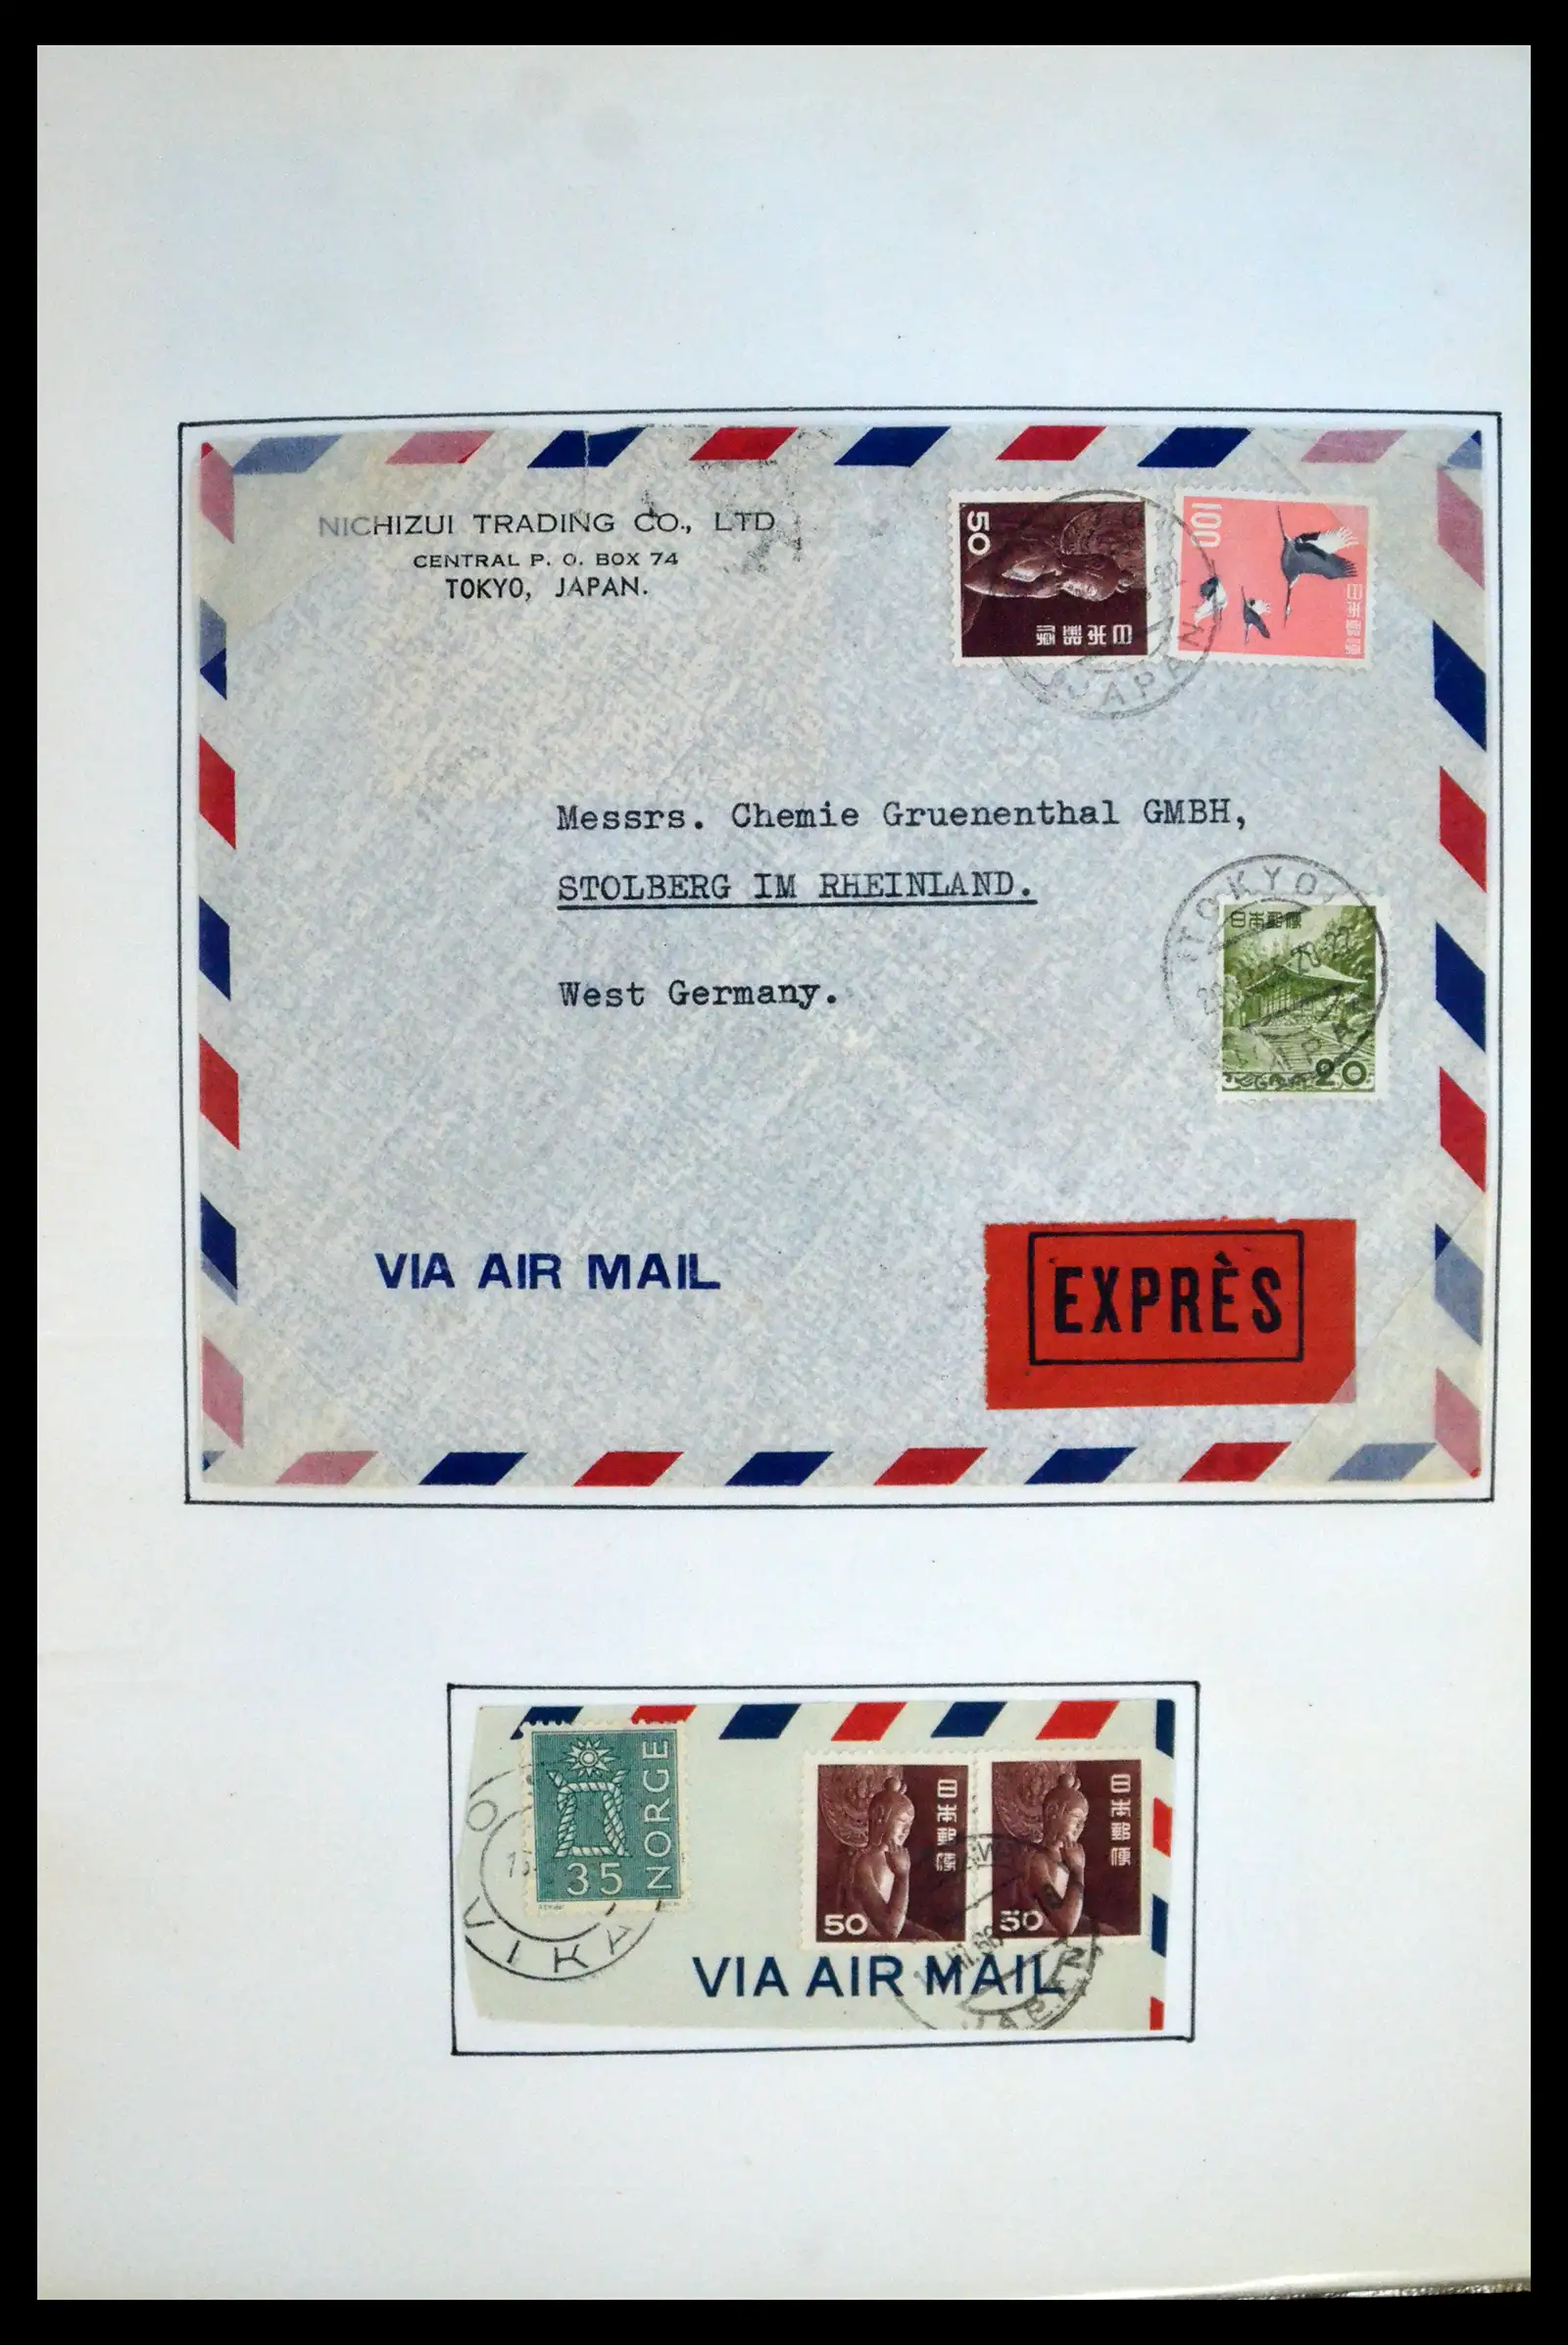 NICHIZUI TRADING CO., LTD
CENTRAL P. O. BOX 74
TOKYO, JAPAN.
50
日本郵便
100
日本郵便
JAPAN
Messrs. Chemie Gruenenthal GMBH,
STOLBERG IM RHEINLAND.
West Germany.
TOKYO
日本郵便
20
VIA AIR MAIL
EXPRÈS
NORGE
35
日本郵便
50
日本郵便
50
VIA AIR MAIL
JAPAN